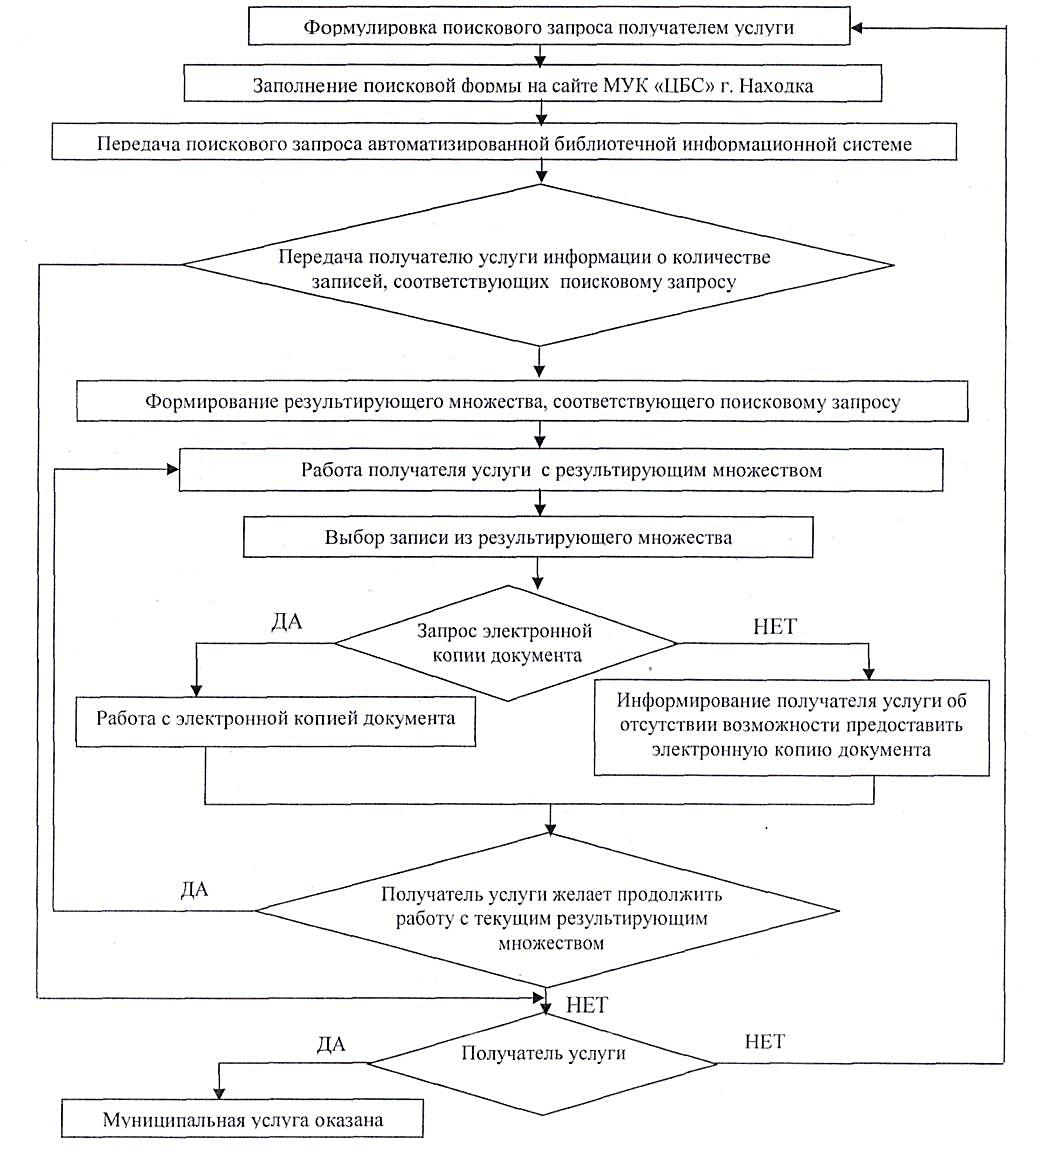 Формулировка поискового запроса получателем услуги
Заполнение поисковой формы на сайте МУК «ЦБС» г. Находка
Передача поискового запроса автоматизированной библиотечной информационной системе
Передача получателю услуги информации о количестве
записей, соответствующих поисковому запросу
Формирование результирующего множества, соответствующего поисковому запросу
Работа получателя услуги с результирующим множеством
Выбор записи из результирующего множества
ДА
Запрос электронной
копии документа
НЕТ
Работа с электронной копией документа
Информирование получателя услуги об
отсутствии возможности предоставить
электронную копию документа
ДА
Получатель услуги желает продолжить
работу с текущим результирующим
множеством
НЕТ
ДА
Получатель услуги
НЕТ
Муниципальная услуга оказана